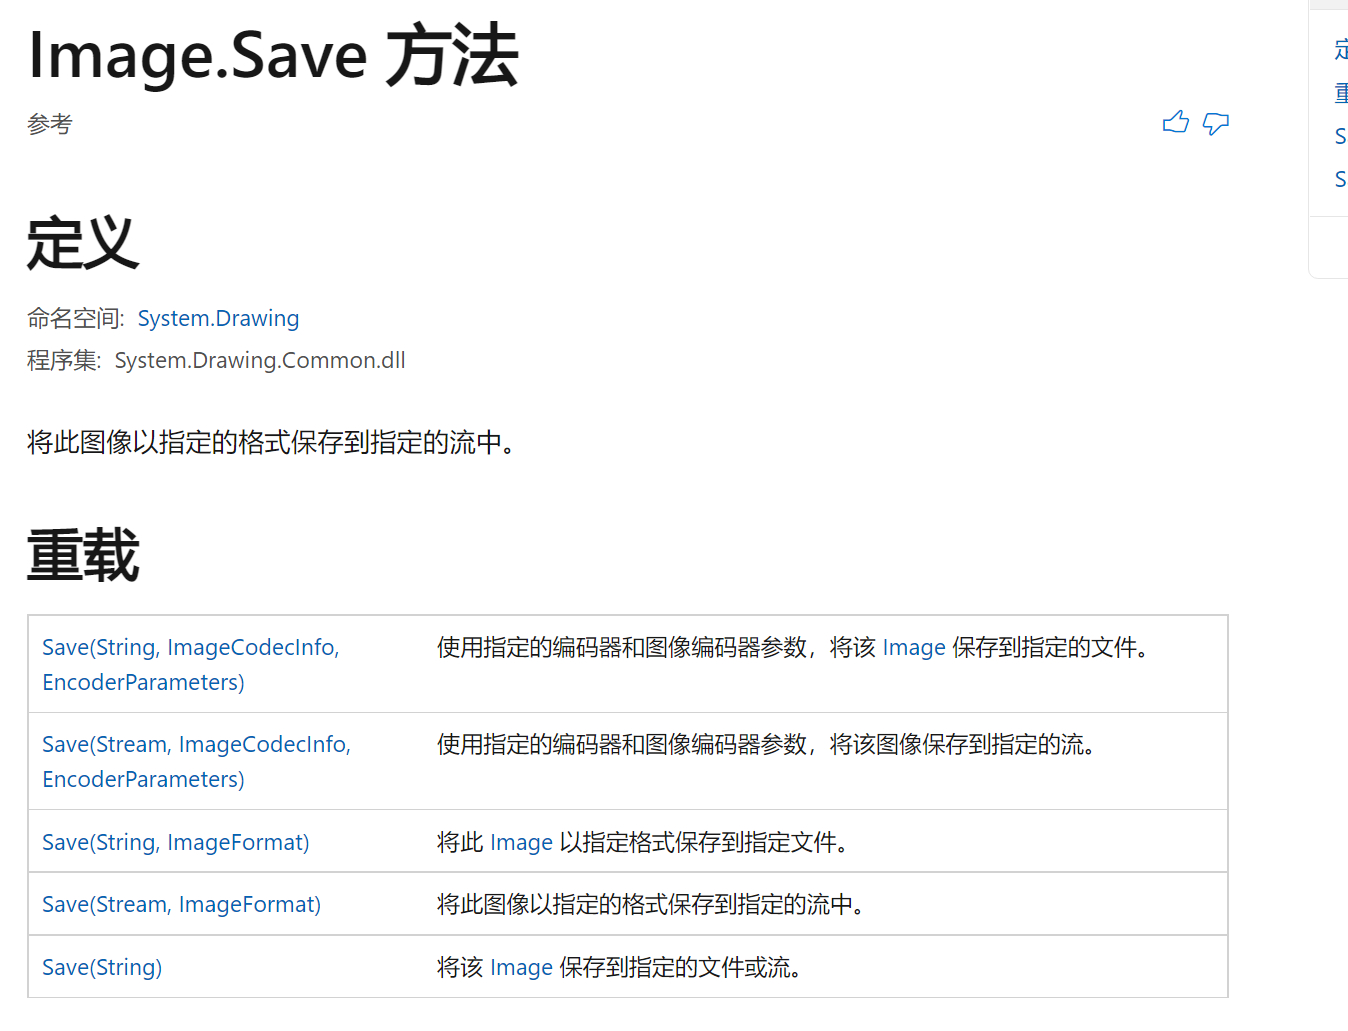 Image.Save 方法
参考
定义
命名空间: System.Drawing
程序集: System.Drawing.Common.dll
将此图像以指定的格式保存到指定的流中。
重载
Save(String, ImageCodecInfo, EncoderParameters)
使用指定的编码器和图像编码器参数，将该 Image 保存到指定的文件。
Save(Stream, ImageCodecInfo, EncoderParameters)
使用指定的编码器和图像编码器参数，将该图像保存到指定的流。
Save(String, ImageFormat)
将此 Image 以指定格式保存到指定文件。
Save(Stream, ImageFormat)
将此图像以指定的格式保存到指定的流中。
Save(String)
将该 Image 保存到指定的文件或流。
定
重
S
S